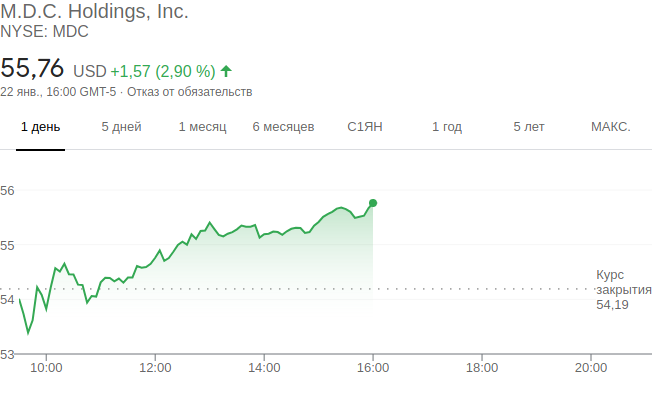 M.D.C. Holdings, Inc.
NYSE: MDC
55,76 USD +1,57 (2,90 %)
22 янв., 16:00 GMT-5 · Отказ от обязательств
1 день 5 дней 1 месяц 6 месяцев С1ЯН 1 год 5 лет МАКС.
56
55
54
53
Курс
закрытия
54,19
10:00 12:00 14:00 16:00 18:00 20:00